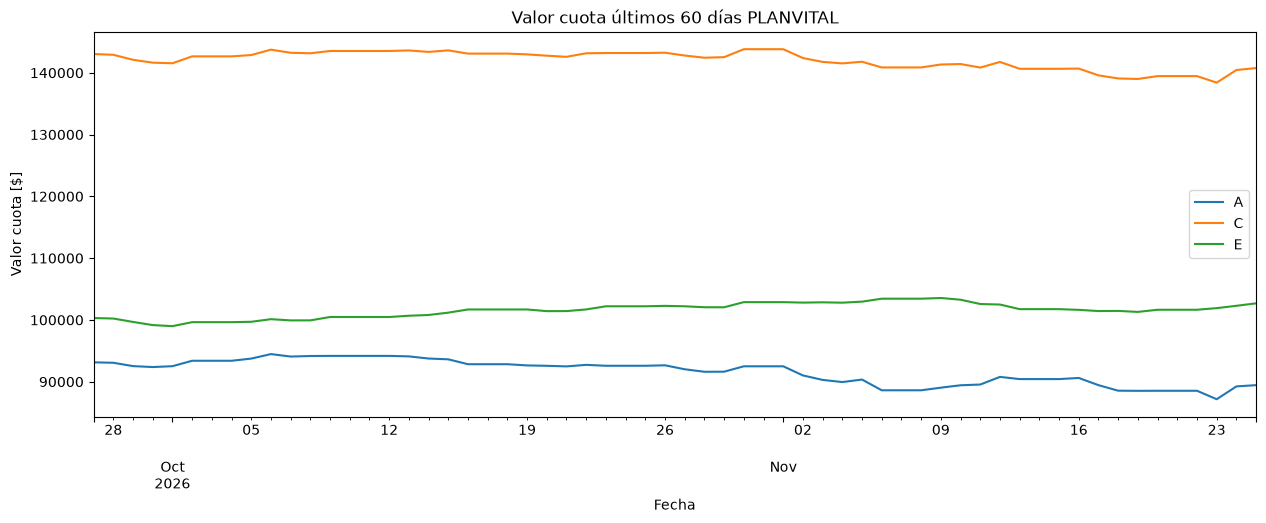 Valor cuota últimos 60 días PLANVITAL
Valor cuota [$]
140000
130000
120000
110000
100000
90000
A
C
E
28 05 12 19 26 02 09 16 23
Oct Nov
2026
Fecha